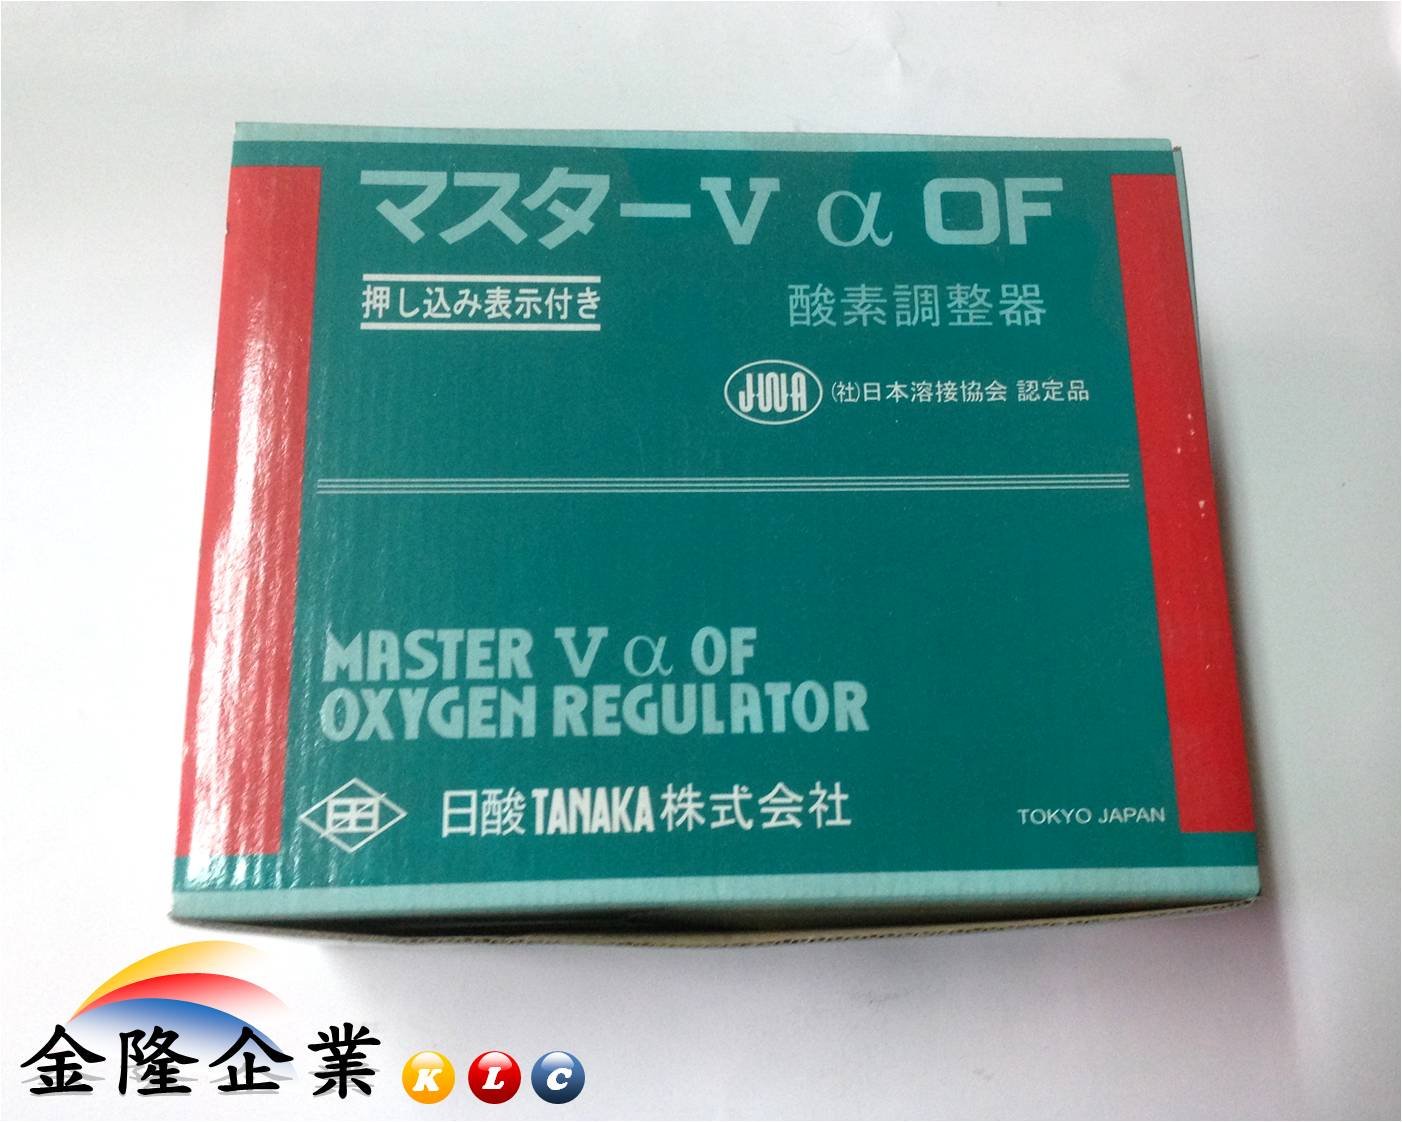 マスターV α OF
押し込み表示付き
酸素調整器
JWA (社)日本溶接協会 認定品
MASTER V α OF
OXYGEN REGULATOR
日酸TANAKA株式会社
TOKYO JAPAN
金隆企業 K L C